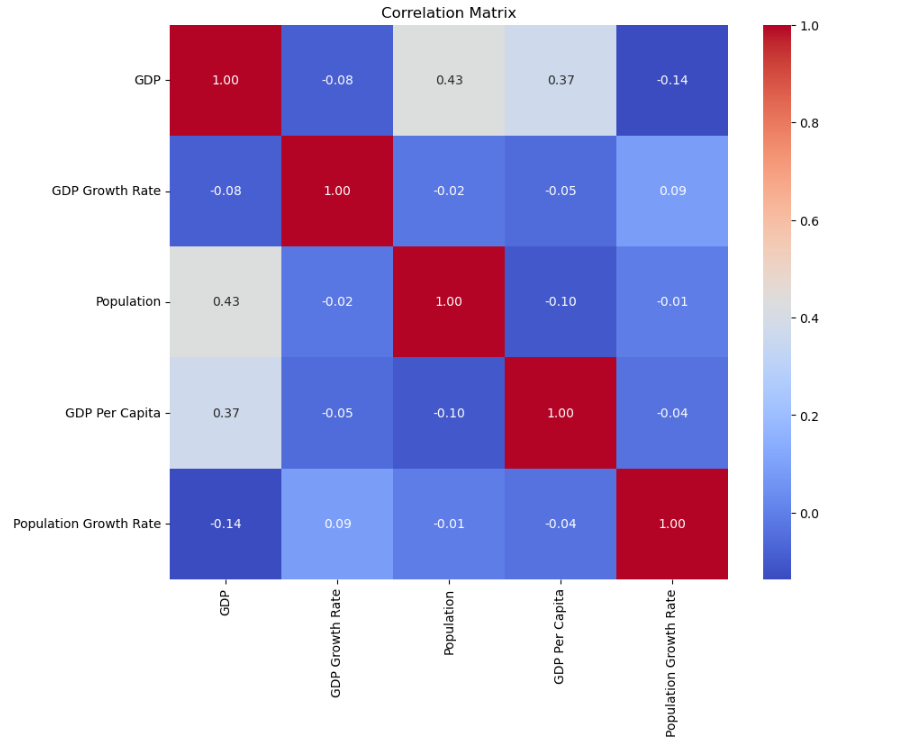 Correlation Matrix
GDP 1.00 -0.08 0.43 0.37 -0.14
GDP Growth Rate -0.08 1.00 -0.02 -0.05 0.09
Population 0.43 -0.02 1.00 -0.10 -0.01
GDP Per Capita 0.37 -0.05 -0.10 1.00 -0.04
Population Growth Rate -0.14 0.09 -0.01 -0.04 1.00
GDP
GDP Growth Rate
Population
GDP Per Capita
Population Growth Rate
1.0
0.8
0.6
0.4
0.2
0.0